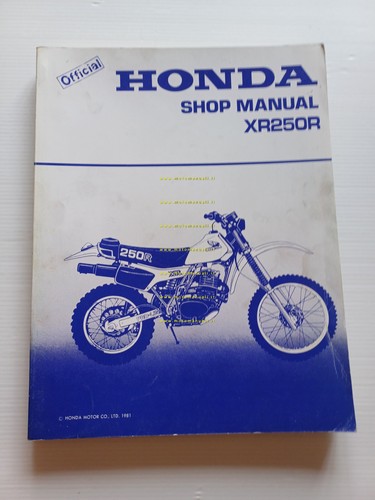 Official
HONDA
SHOP MANUAL
XR250R
250R
© HONDA MOTOR CO., LTD. 1981